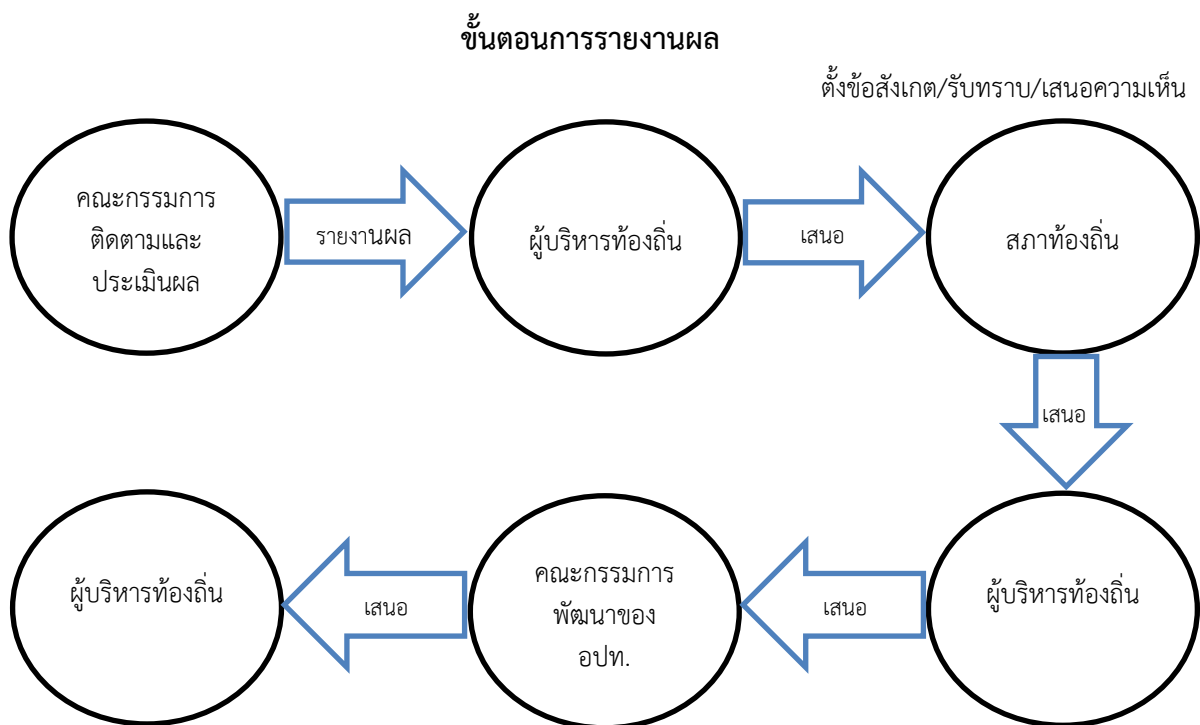 ขั้นตอนการรายงานผล
ตั้งข้อสังเกต/รับทราบ/เสนอความเห็น
คณะกรรมการ
ติดตามและ
ประเมินผล
รายงานผล
ผู้บริหารท้องถิ่น
เสนอ
สภาท้องถิ่น
เสนอ
ผู้บริหารท้องถิ่น
เสนอ
คณะกรรมการ
พัฒนาของ
อปท.
เสนอ
ผู้บริหารท้องถิ่น